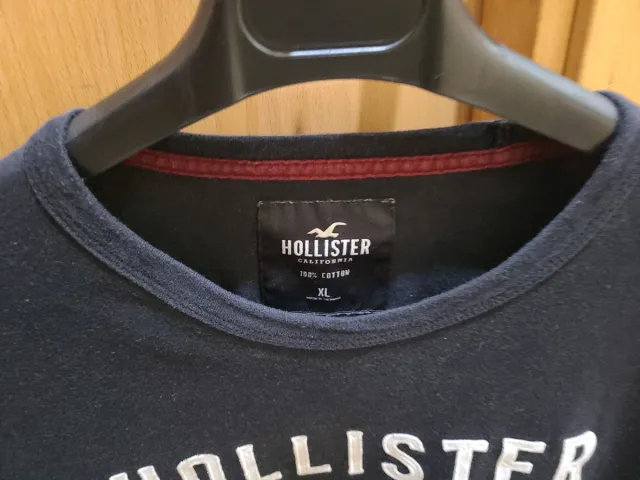 HOLLISTER
CALIFORNIA
100% COTTON
XL
HOLLISTER